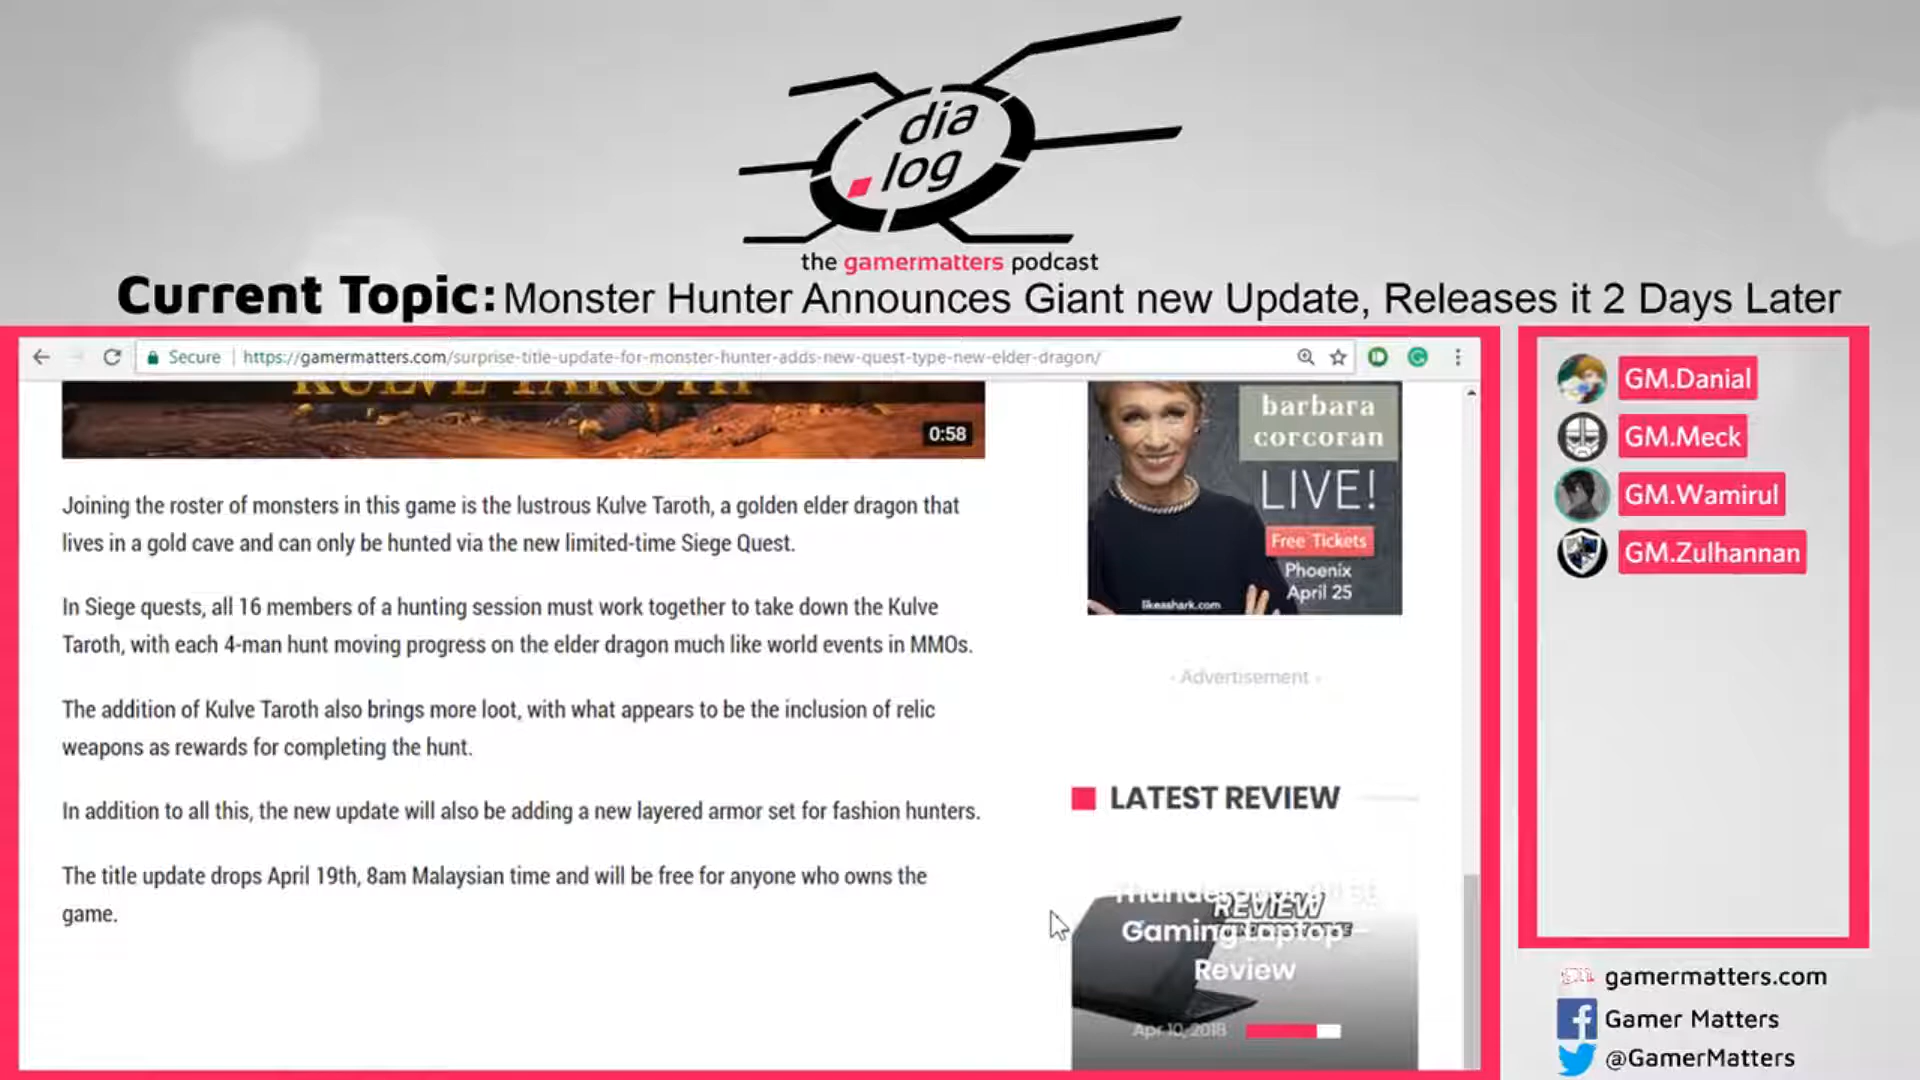 dia
.log
the gamermatters podcast
Current Topic: Monster Hunter Announces Giant new Update, Releases it 2 Days Later
Secure
https://gamermatters.com/surprise-title-update-for-monster-hunter-adds-new-quest-type-new-elder-dragon/
KULVE TAROTH
0:58
Joining the roster of monsters in this game is the lustrous Kulve Taroth, a golden elder dragon that
lives in a gold cave and can only be hunted via the new limited-time Siege Quest.
In Siege quests, all 16 members of a hunting session must work together to take down the Kulve
Taroth, with each 4-man hunt moving progress on the elder dragon much like world events in MMOs.
The addition of Kulve Taroth also brings more loot, with what appears to be the inclusion of relic
weapons as rewards for completing the hunt.
In addition to all this, the new update will also be adding a new layered armor set for fashion hunters.
The title update drops April 19th, 8am Malaysian time and will be free for anyone who owns the
game.
barbara
corcoran
LIVE!
Free Tickets
Phoenix
April 25
likeashark.com
- Advertisement -
LATEST REVIEW
REVIEW
Gaming Laptop –
Review
Apr 10, 2018
GM.Danial
GM.Meck
GM.Wamirul
GM.Zulhannan
gamermatters.com
Gamer Matters
@GamerMatters